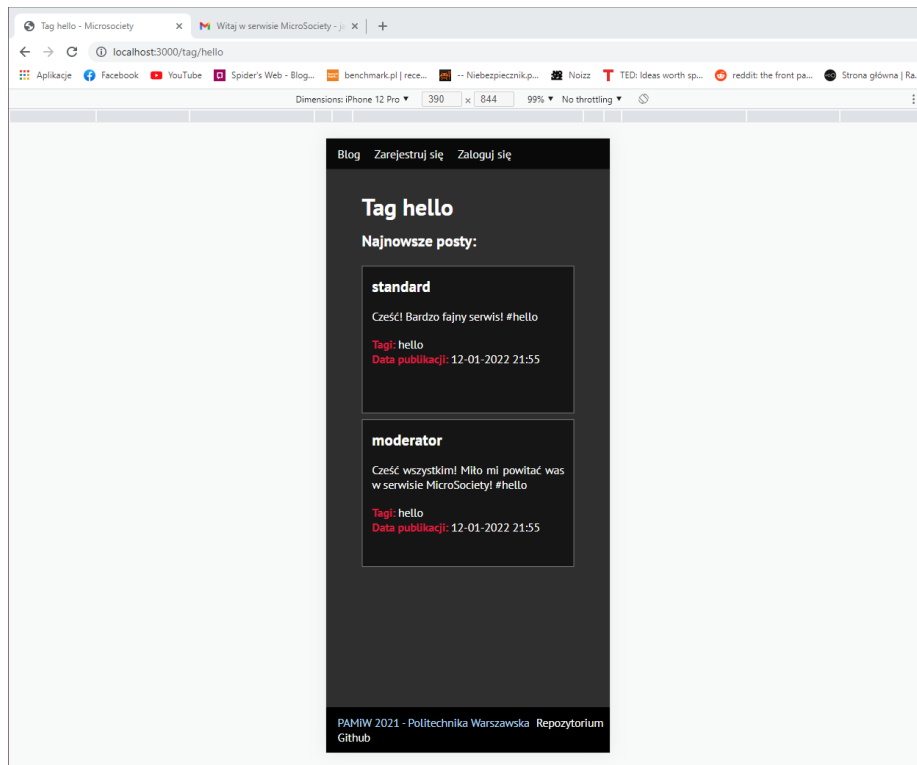 Tag hello - Microsociety
Witaj w serwisie MicroSociety - j
localhost:3000/tag/hello
Aplikacje Facebook YouTube Spider's Web - Blog... benchmark.pl | rece... -- Niebezpiecznik.p... Noizz TED: Ideas worth sp... reddit: the front pa... Strona główna | Ra...
Dimensions: iPhone 12 Pro ▼ 390 x 844 99% ▼ No throttling ▼
Blog Zarejestruj się Zaloguj się
Tag hello
Najnowsze posty:
standard
Cześć! Bardzo fajny serwis! #hello
Tagi: hello
Data publikacji: 12-01-2022 21:55
moderator
Cześć wszystkim! Miło mi powitać was
w serwisie MicroSociety! #hello
Tagi: hello
Data publikacji: 12-01-2022 21:55
PAMiW 2021 - Politechnika Warszawska Repozytorium
Github